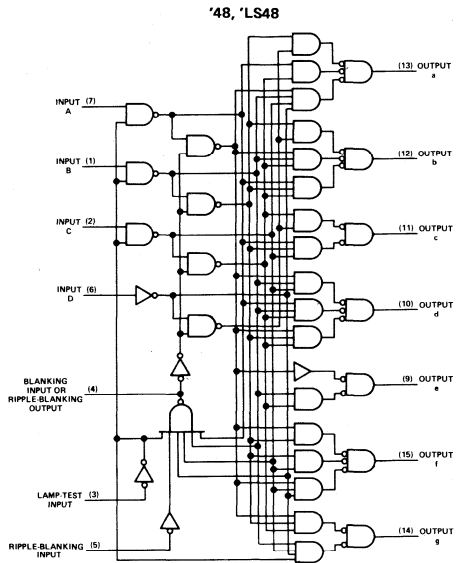 '48, 'LS48
(13) OUTPUT
a
INPUT (7)
A
(12) OUTPUT
b
INPUT (1)
B
(11) OUTPUT
c
INPUT (2)
C
(10) OUTPUT
d
INPUT (6)
D
(9) OUTPUT
e
BLANKING (4)
INPUT OR
RIPPLE-BLANKING
OUTPUT
(15) OUTPUT
f
LAMP-TEST (3)
INPUT
(14) OUTPUT
g
RIPPLE-BLANKING (5)
INPUT